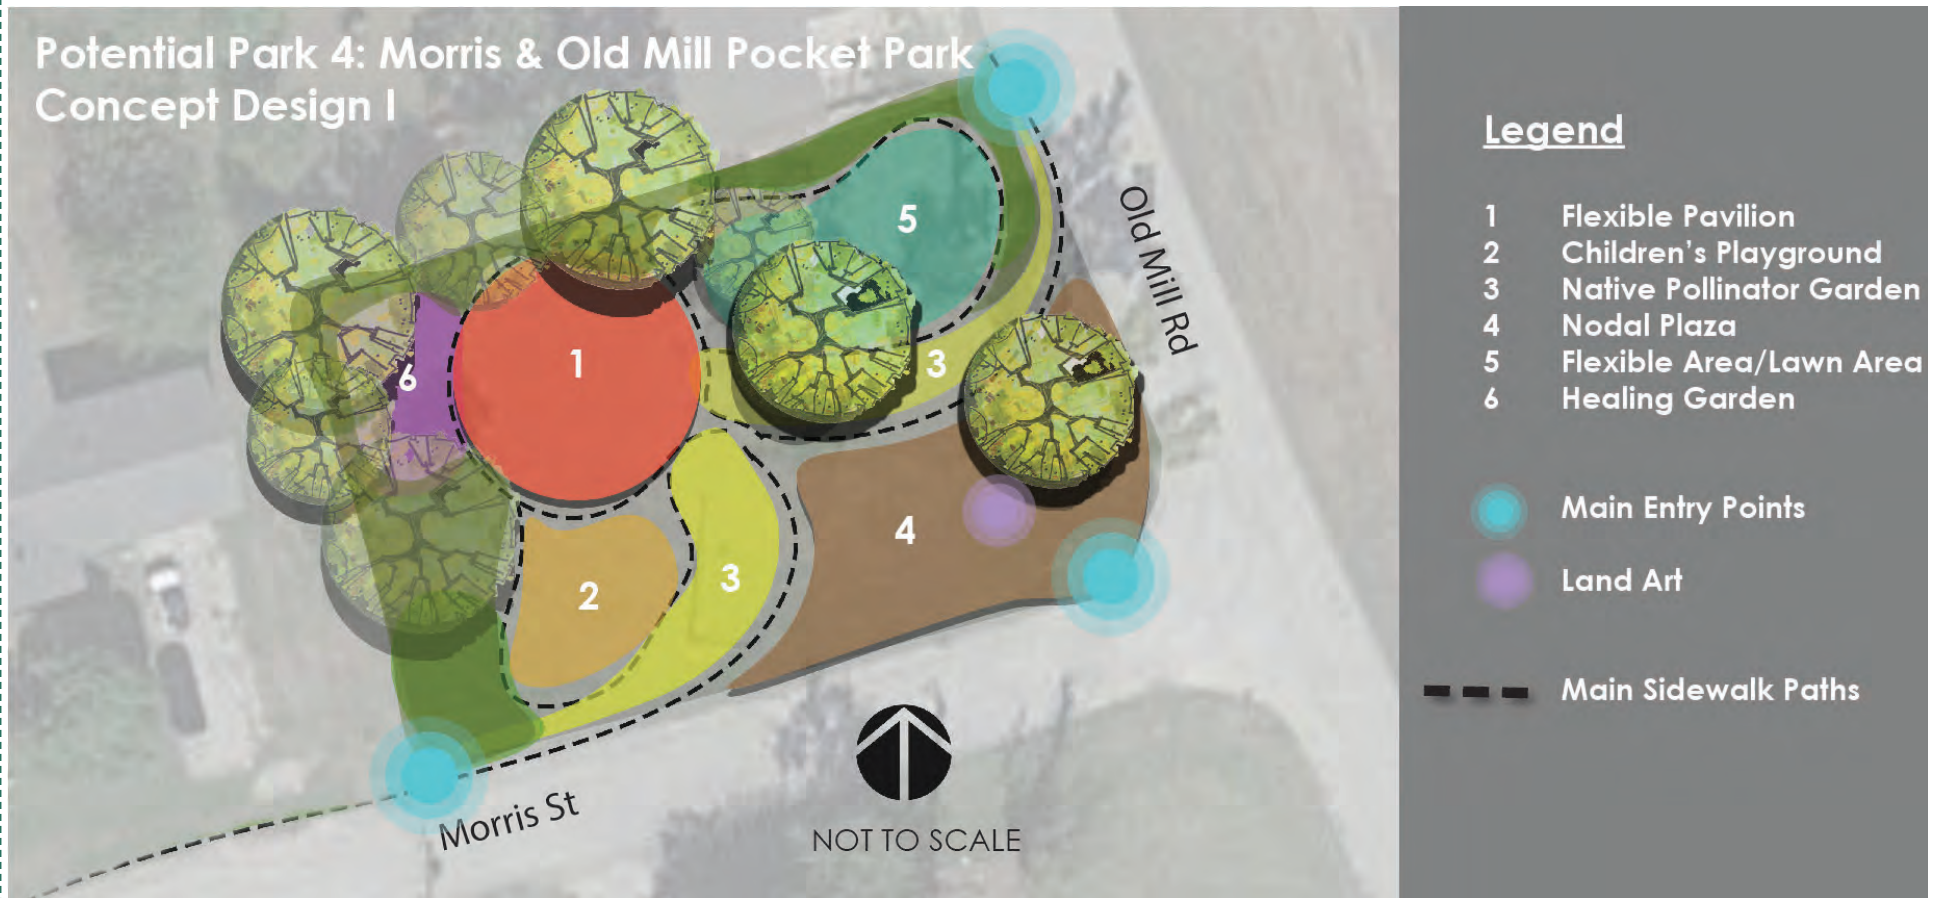 Potential Park 4: Morris & Old Mill Pocket Park
Concept Design I
Old Mill Rd
5
1
3
6
4
3
2
Morris St
NOT TO SCALE
Legend
1 Flexible Pavilion
2 Children’s Playground
3 Native Pollinator Garden
4 Nodal Plaza
5 Flexible Area/Lawn Area
6 Healing Garden
Main Entry Points
Land Art
Main Sidewalk Paths